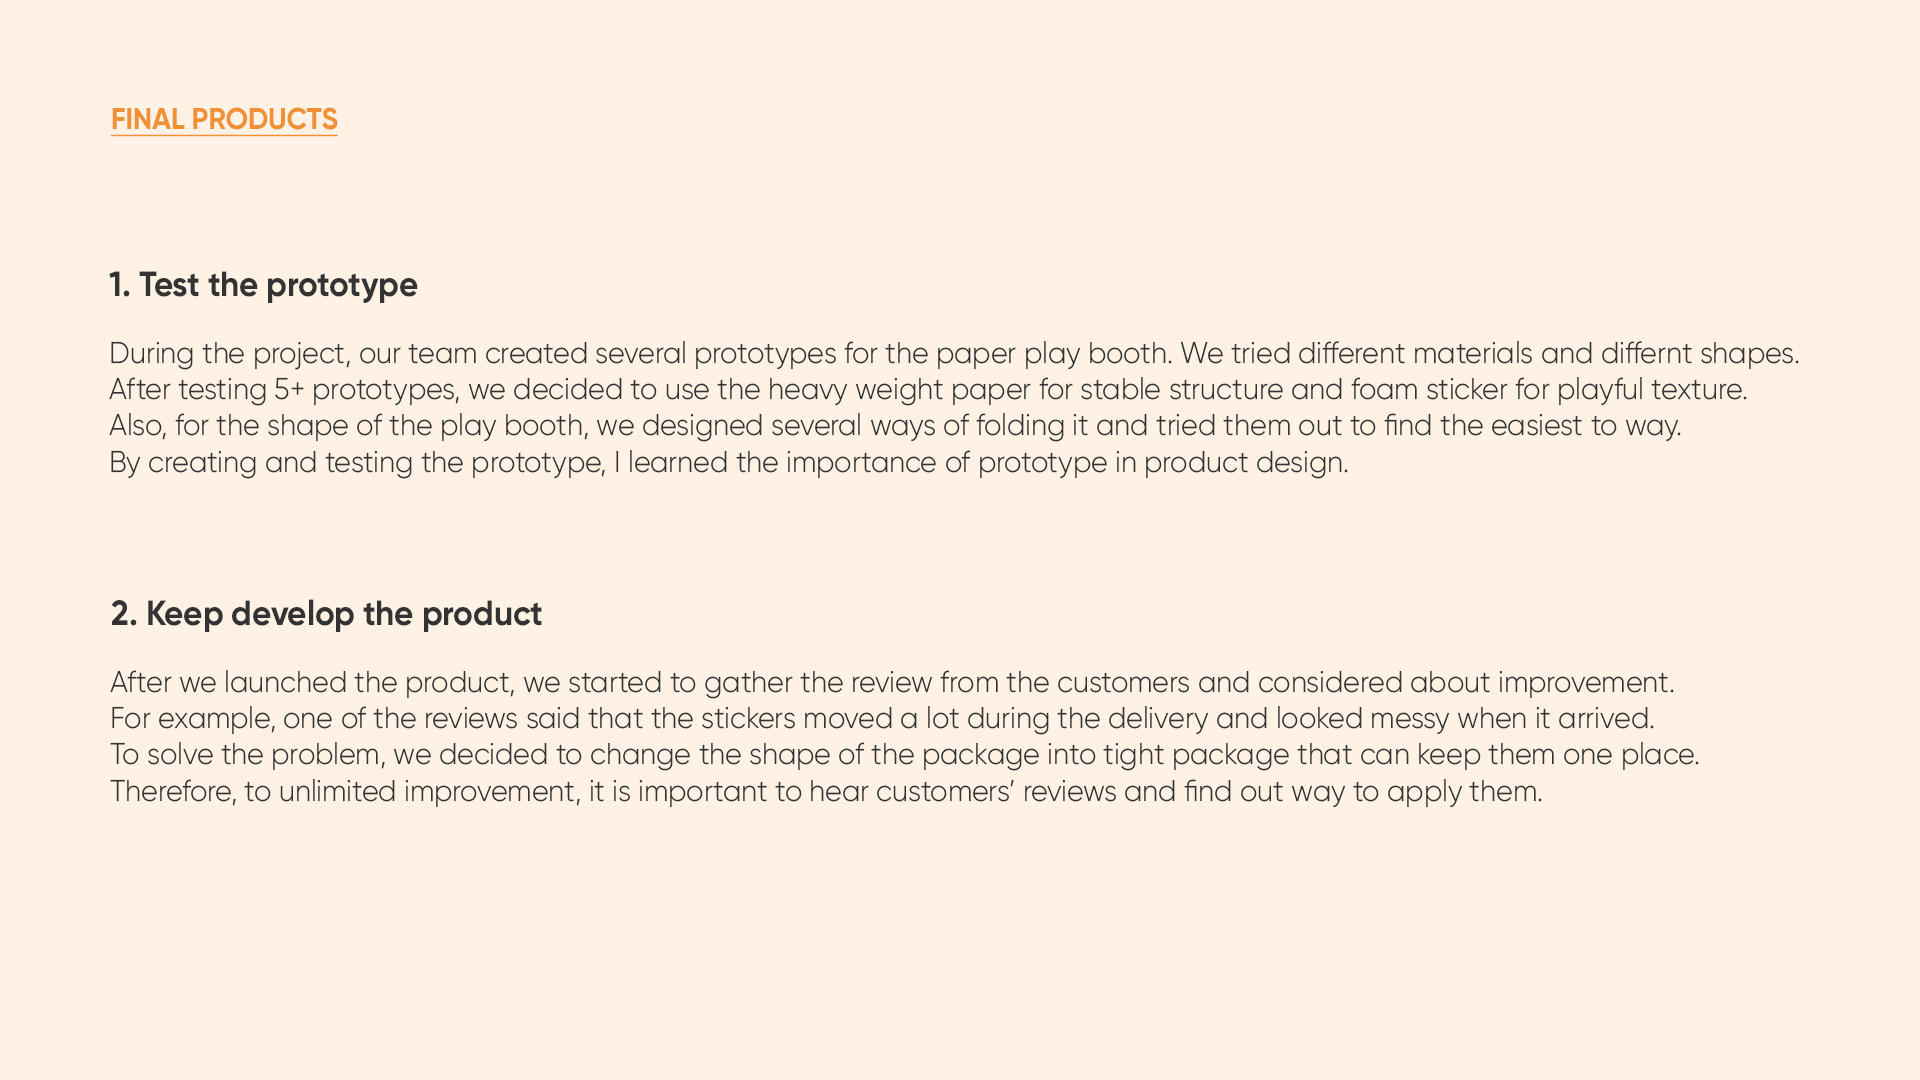 FINAL PRODUCTS
1. Test the prototype
During the project, our team created several prototypes for the paper play booth. We tried different materials and differnt shapes.
After testing 5+ prototypes, we decided to use the heavy weight paper for stable structure and foam sticker for playful texture.
Also, for the shape of the play booth, we designed several ways of folding it and tried them out to find the easiest to way.
By creating and testing the prototype, I learned the importance of prototype in product design.
2. Keep develop the product
After we launched the product, we started to gather the review from the customers and considered about improvement.
For example, one of the reviews said that the stickers moved a lot during the delivery and looked messy when it arrived.
To solve the problem, we decided to change the shape of the package into tight package that can keep them one place.
Therefore, to unlimited improvement, it is important to hear customers’ reviews and find out way to apply them.